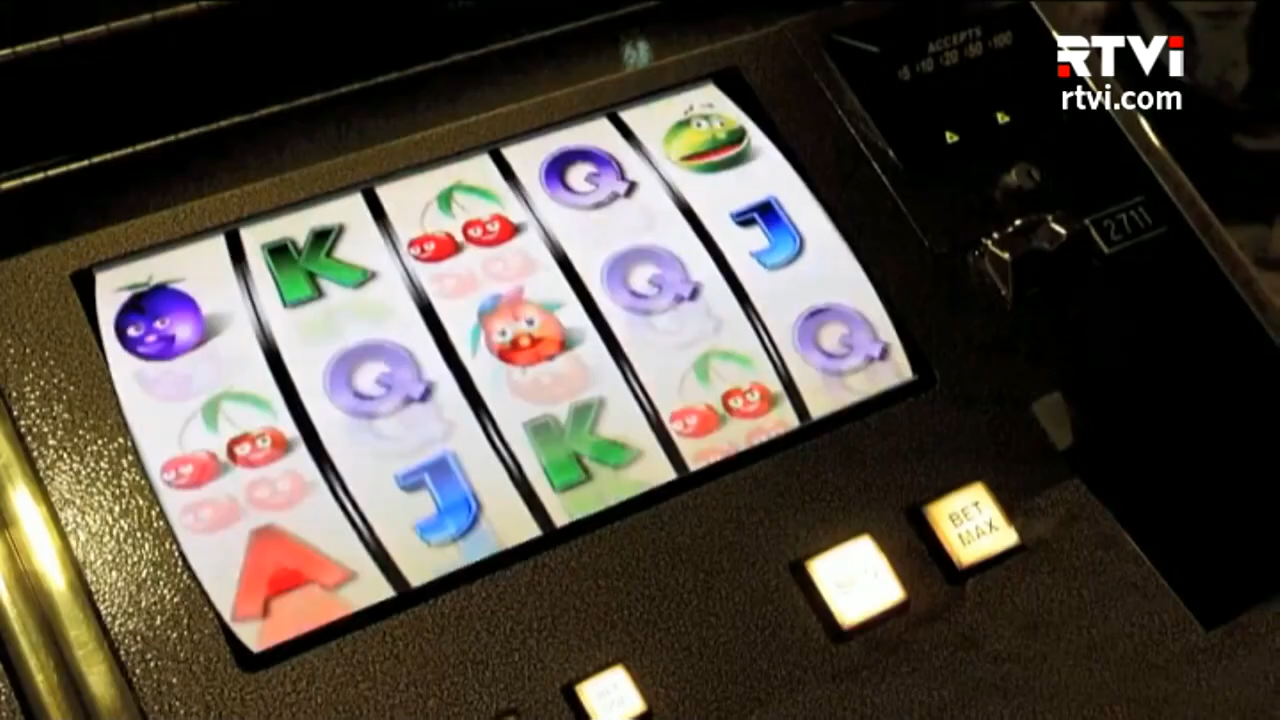 RTVi
rtvi.com
ACCEPTS
$5 $10 $20 $50 $100
2711
K
Q
Q
J
Q
Q
J
K
A
BET
MAX